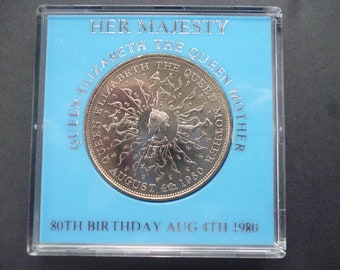 HER MAJESTY
QUEEN ELIZABETH THE QUEEN MOTHER
QUEEN ELIZABETH THE QUEEN MOTHER
AUGUST 4th 1980
80TH BIRTHDAY AUG 4TH 1980